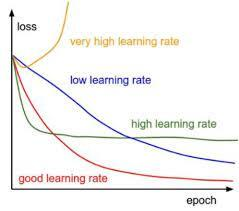 loss
very high learning rate
low learning rate
high learning rate
good learning rate
epoch